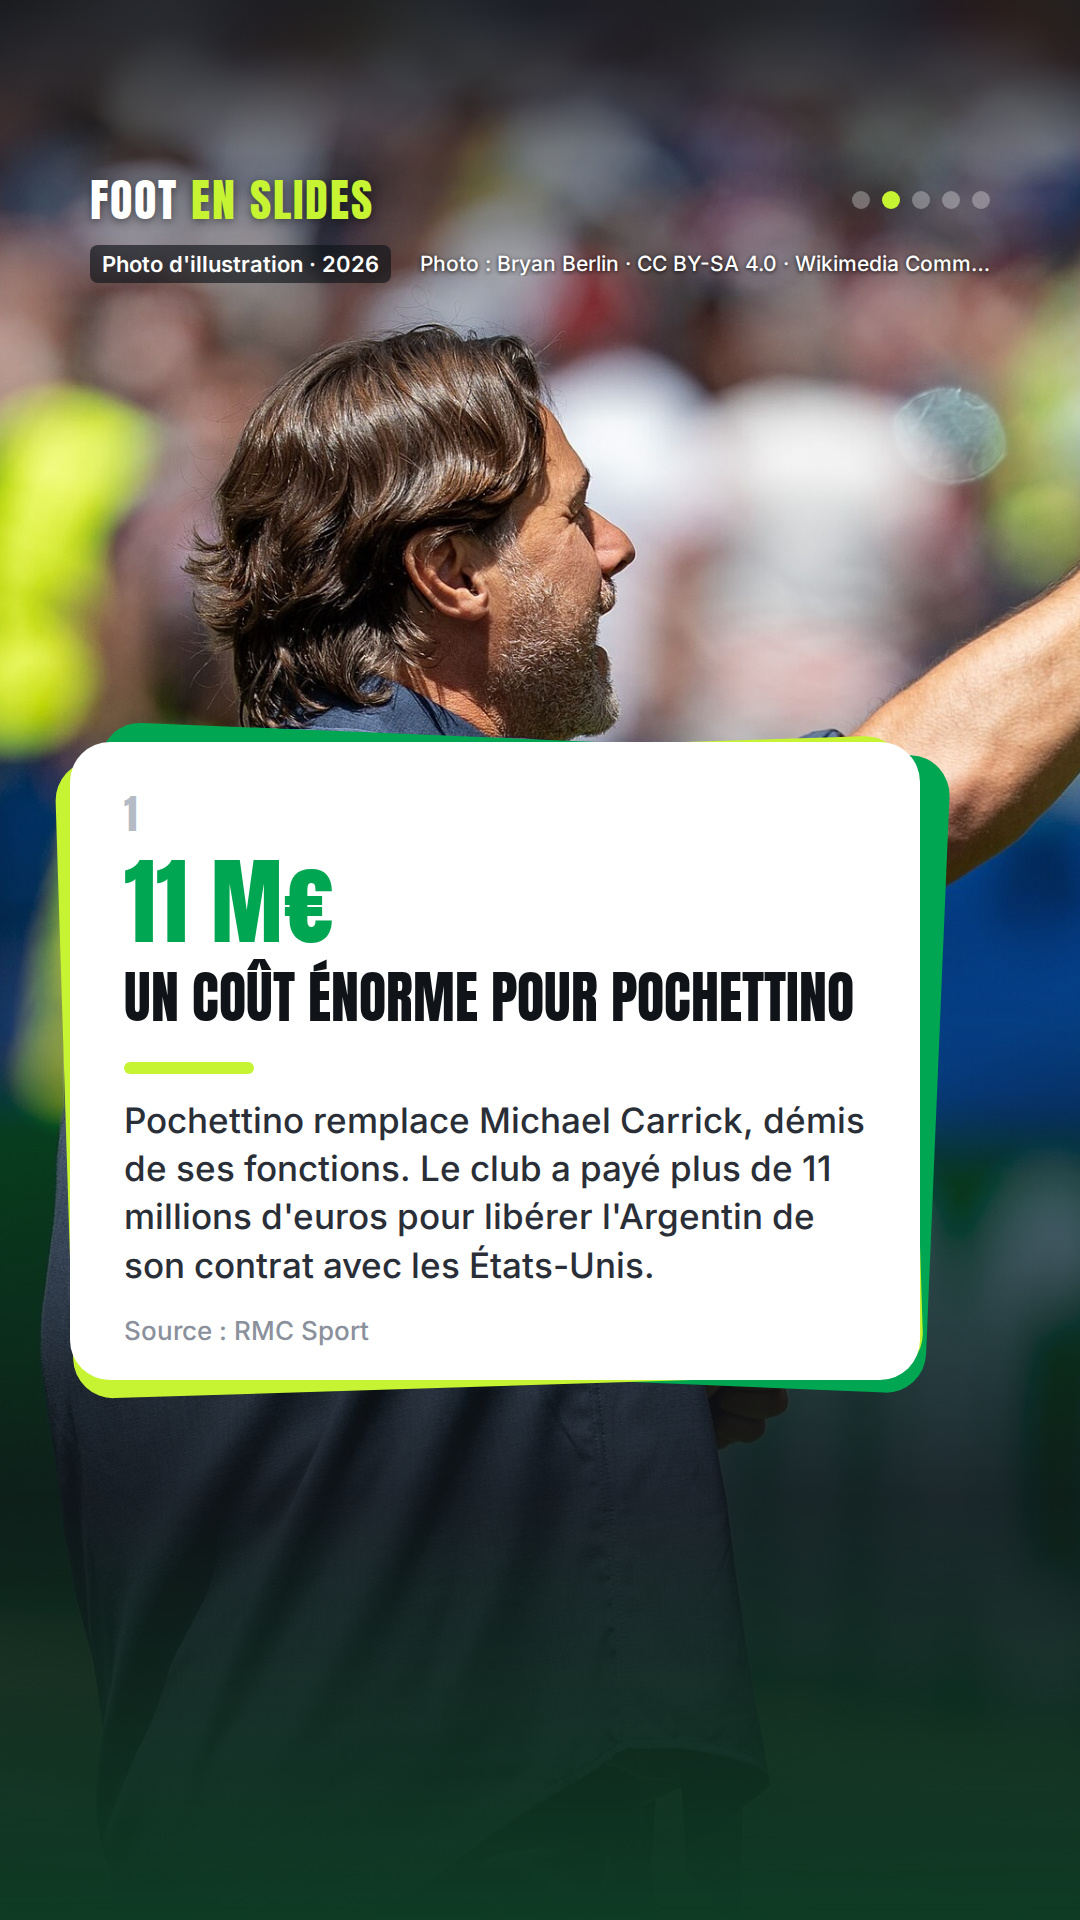 FOOT EN SLIDES
Photo d'illustration · 2026
Photo : Bryan Berlin · CC BY-SA 4.0 · Wikimedia Comm...
1
11 M€
UN COÛT ÉNORME POUR POCHETTINO
Pochettino remplace Michael Carrick, démis
de ses fonctions. Le club a payé plus de 11
millions d'euros pour libérer l'Argentin de
son contrat avec les États-Unis.
Source : RMC Sport